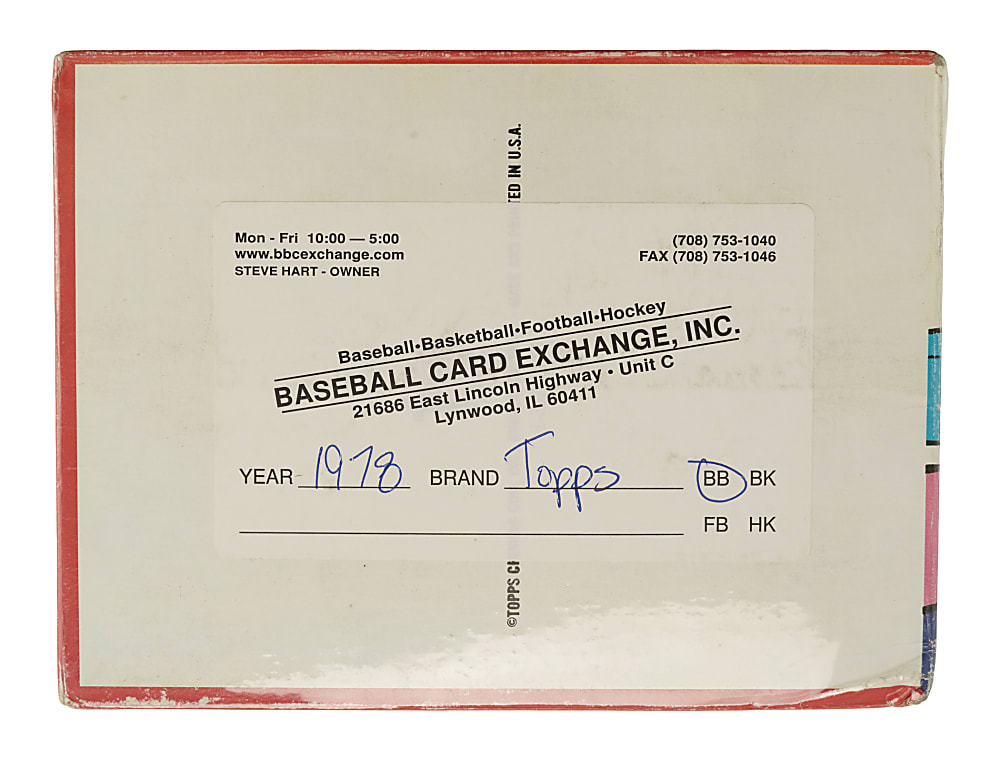 ED IN U.S.A.
Mon - Fri 10:00 — 5:00
www.bbcexchange.com
STEVE HART - OWNER
(708) 753-1040
FAX (708) 753-1046
Baseball•Basketball•Football•Hockey
BASEBALL CARD EXCHANGE, INC.
21686 East Lincoln Highway • Unit C
Lynwood, IL 60411
YEAR 1978 BRAND Topps BB BK
FB HK
©TOPPS CH